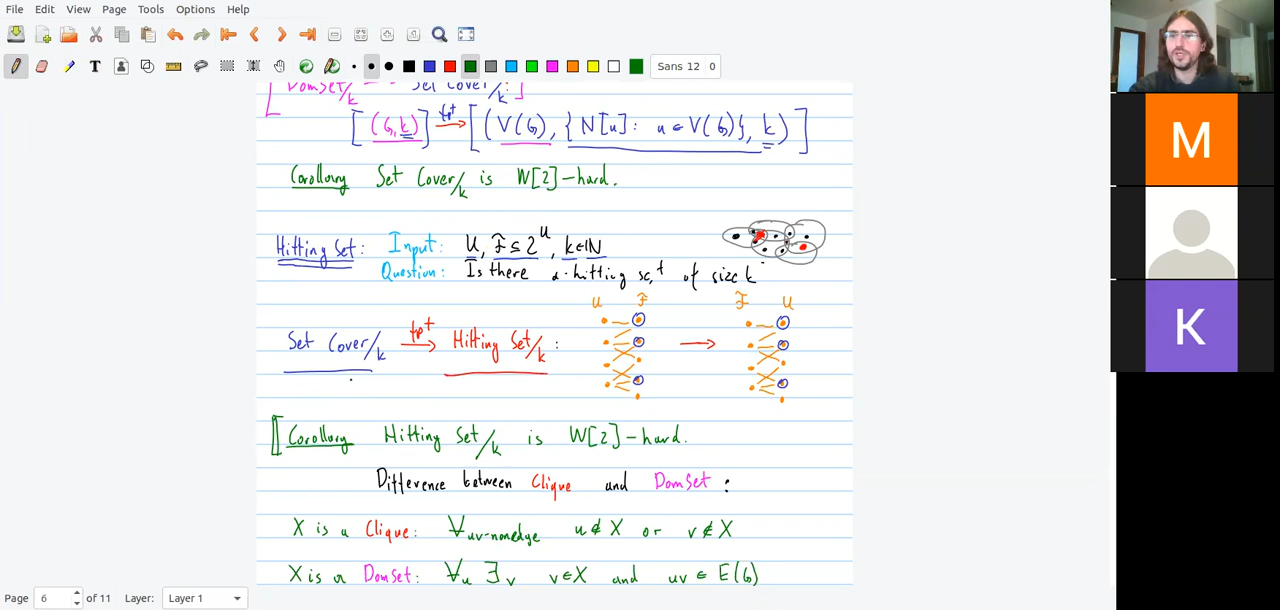 File Edit View Page Tools Options Help
Sans 12 0
DomSet/k Set Cover/k ]
[ (G,k) ] fpt→ [ (V(G), {N[u]: u∈V(G)}, k) ]
Corollary Set Cover/k is W[2]-hard.
Hitting Set: Input: U, F⊆2^U, k∈ℕ
Question: Is there a hitting set of size k
U F F U
Set Cover/k fpt→ Hitting Set/k : →
Corollary Hitting Set/k is W[2]-hard.
Difference between Clique and DomSet :
X is a Clique: ∀uv-nonedge u∉X or v∉X
X is a DomSet: ∀u ∃v v∈X and uv∈E(G)
M
K
Page 6 of 11 Layer: Layer 1